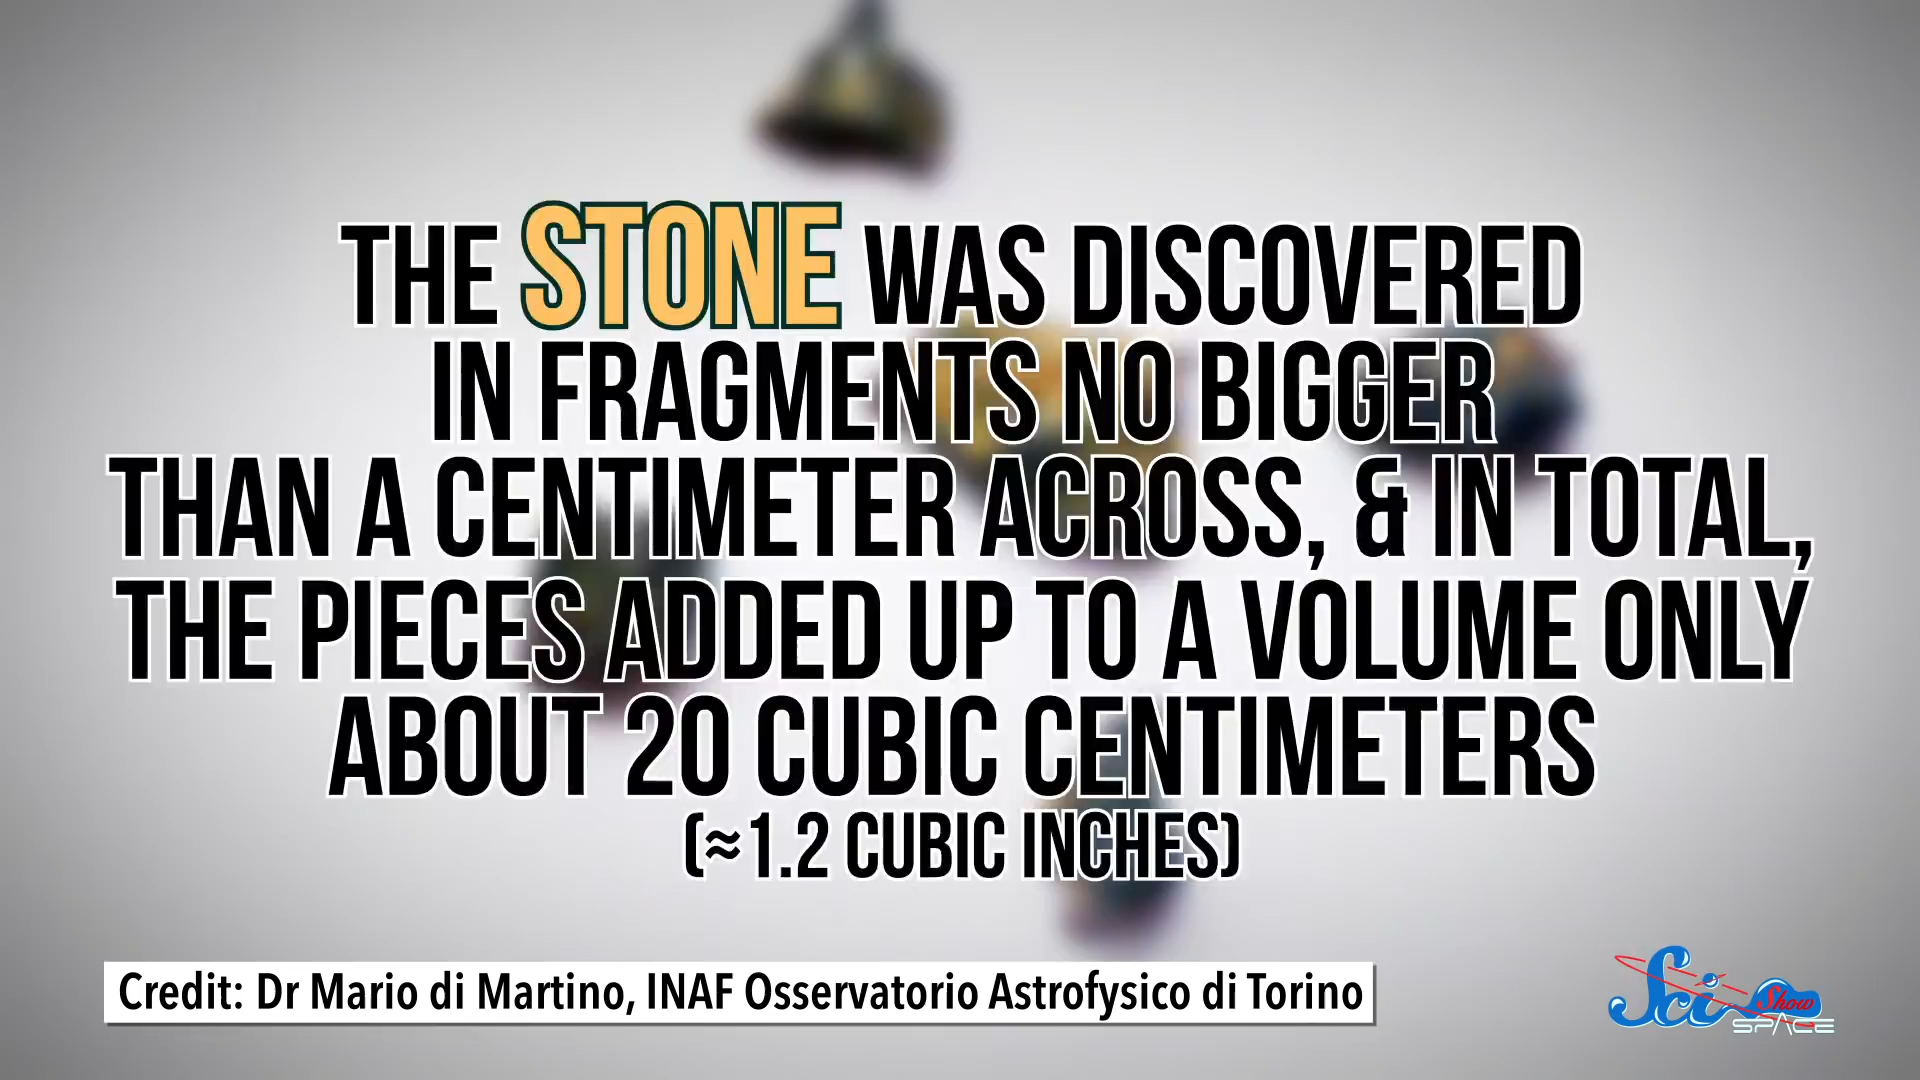 THE STONE WAS DISCOVERED
IN FRAGMENTS NO BIGGER
THAN A CENTIMETER ACROSS, & IN TOTAL,
THE PIECES ADDED UP TO A VOLUME ONLY
ABOUT 20 CUBIC CENTIMETERS
(≈1.2 CUBIC INCHES)
Credit: Dr Mario di Martino, INAF Osservatorio Astrofysico di Torino
Sci Show
SPACE